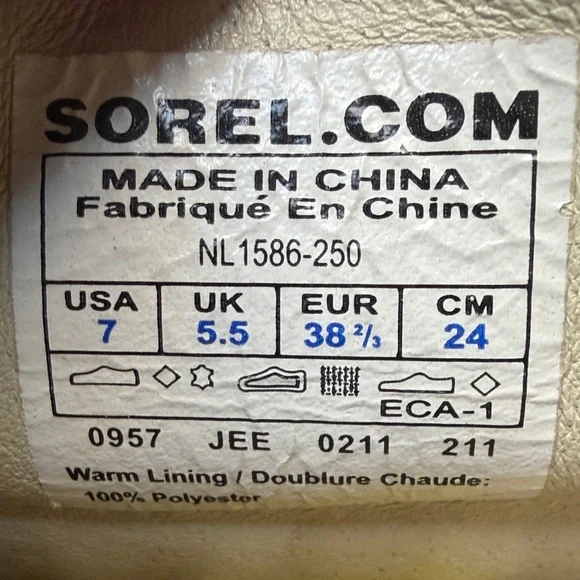 SOREL.COM
MADE IN CHINA
Fabriqué En Chine
NL1586-250
USA UK EUR CM
7 5.5 38 2/3 24
ECA-1
0957 JEE 0211 211
Warm Lining / Doublure Chaude:
100% Polyester